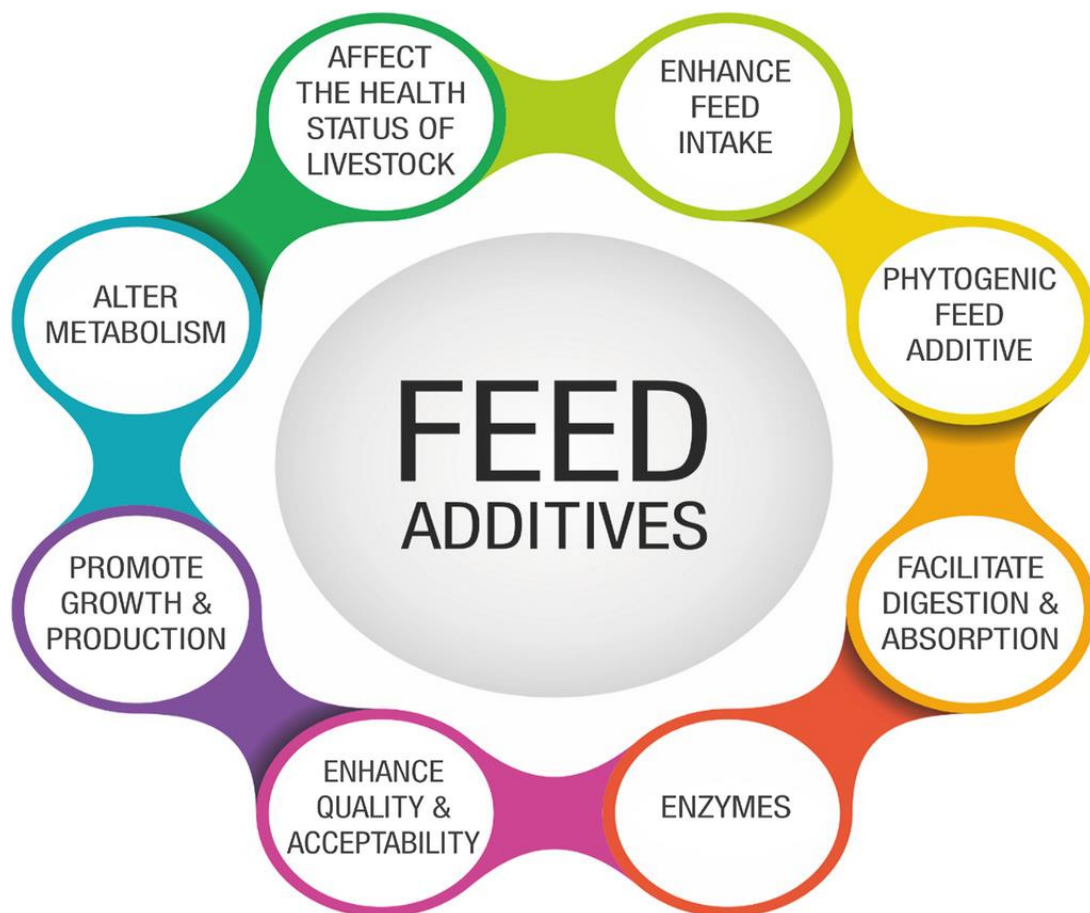 AFFECT
THE HEALTH
STATUS OF
LIVESTOCK
ENHANCE
FEED
INTAKE
PHYTOGENIC
FEED
ADDITIVE
FACILITATE
DIGESTION &
ABSORPTION
ENZYMES
ENHANCE
QUALITY &
ACCEPTABILITY
PROMOTE
GROWTH &
PRODUCTION
ALTER
METABOLISM
FEED
ADDITIVES